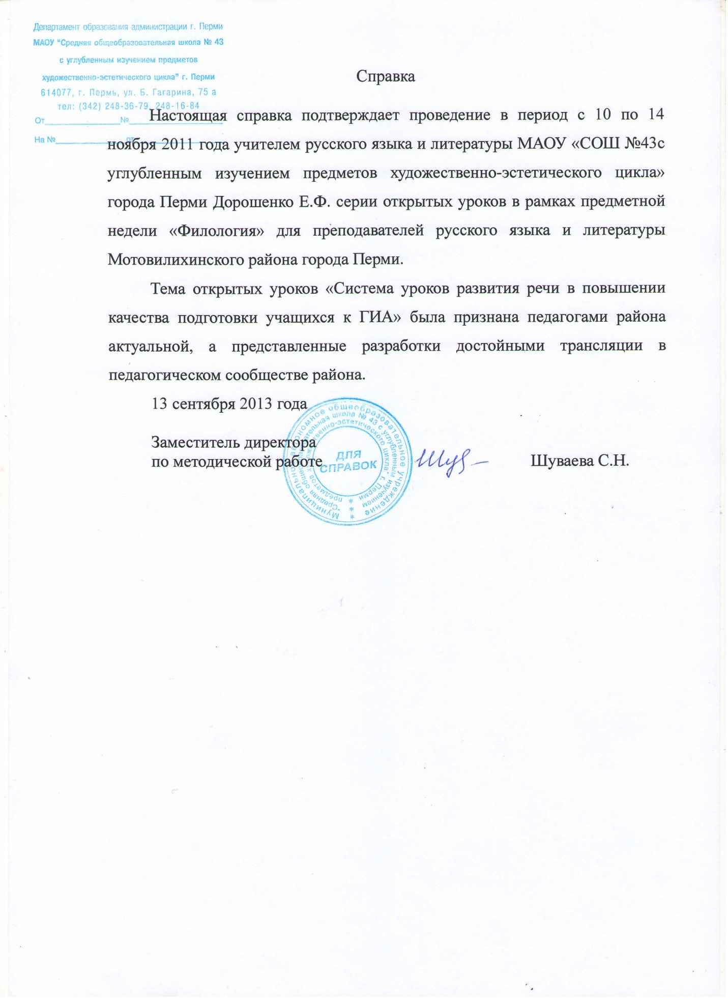 Департамент образования администрации г. Перми
МАОУ "Средняя общеобразовательная школа № 43
с углубленным изучением предметов
художественно-эстетического цикла" г. Перми
614077, г. Пермь, ул. Б. Гагарина, 75 а
тел: (342) 248-36-79, 248-16-84
От №
На № от
Справка
Настоящая справка подтверждает проведение в период с 10 по 14
ноября 2011 года учителем русского языка и литературы МАОУ «СОШ №43с
углубленным изучением предметов художественно-эстетического цикла»
города Перми Дорошенко Е.Ф. серии открытых уроков в рамках предметной
недели «Филология» для преподавателей русского языка и литературы
Мотовилихинского района города Перми.
Тема открытых уроков «Система уроков развития речи в повышении
качества подготовки учащихся к ГИА» была признана педагогами района
актуальной, а представленные разработки достойными трансляции в
педагогическом сообществе района.
13 сентября 2013 года
Заместитель директора
по методической работе Шуваева С.Н.
Муниципальное автономное общеобразовательное учреждение
"Средняя общеобразовательная школа № 43 с углубленным изучением
предметов художественно-эстетического цикла" г. Перми
ДЛЯ
СПРАВОК